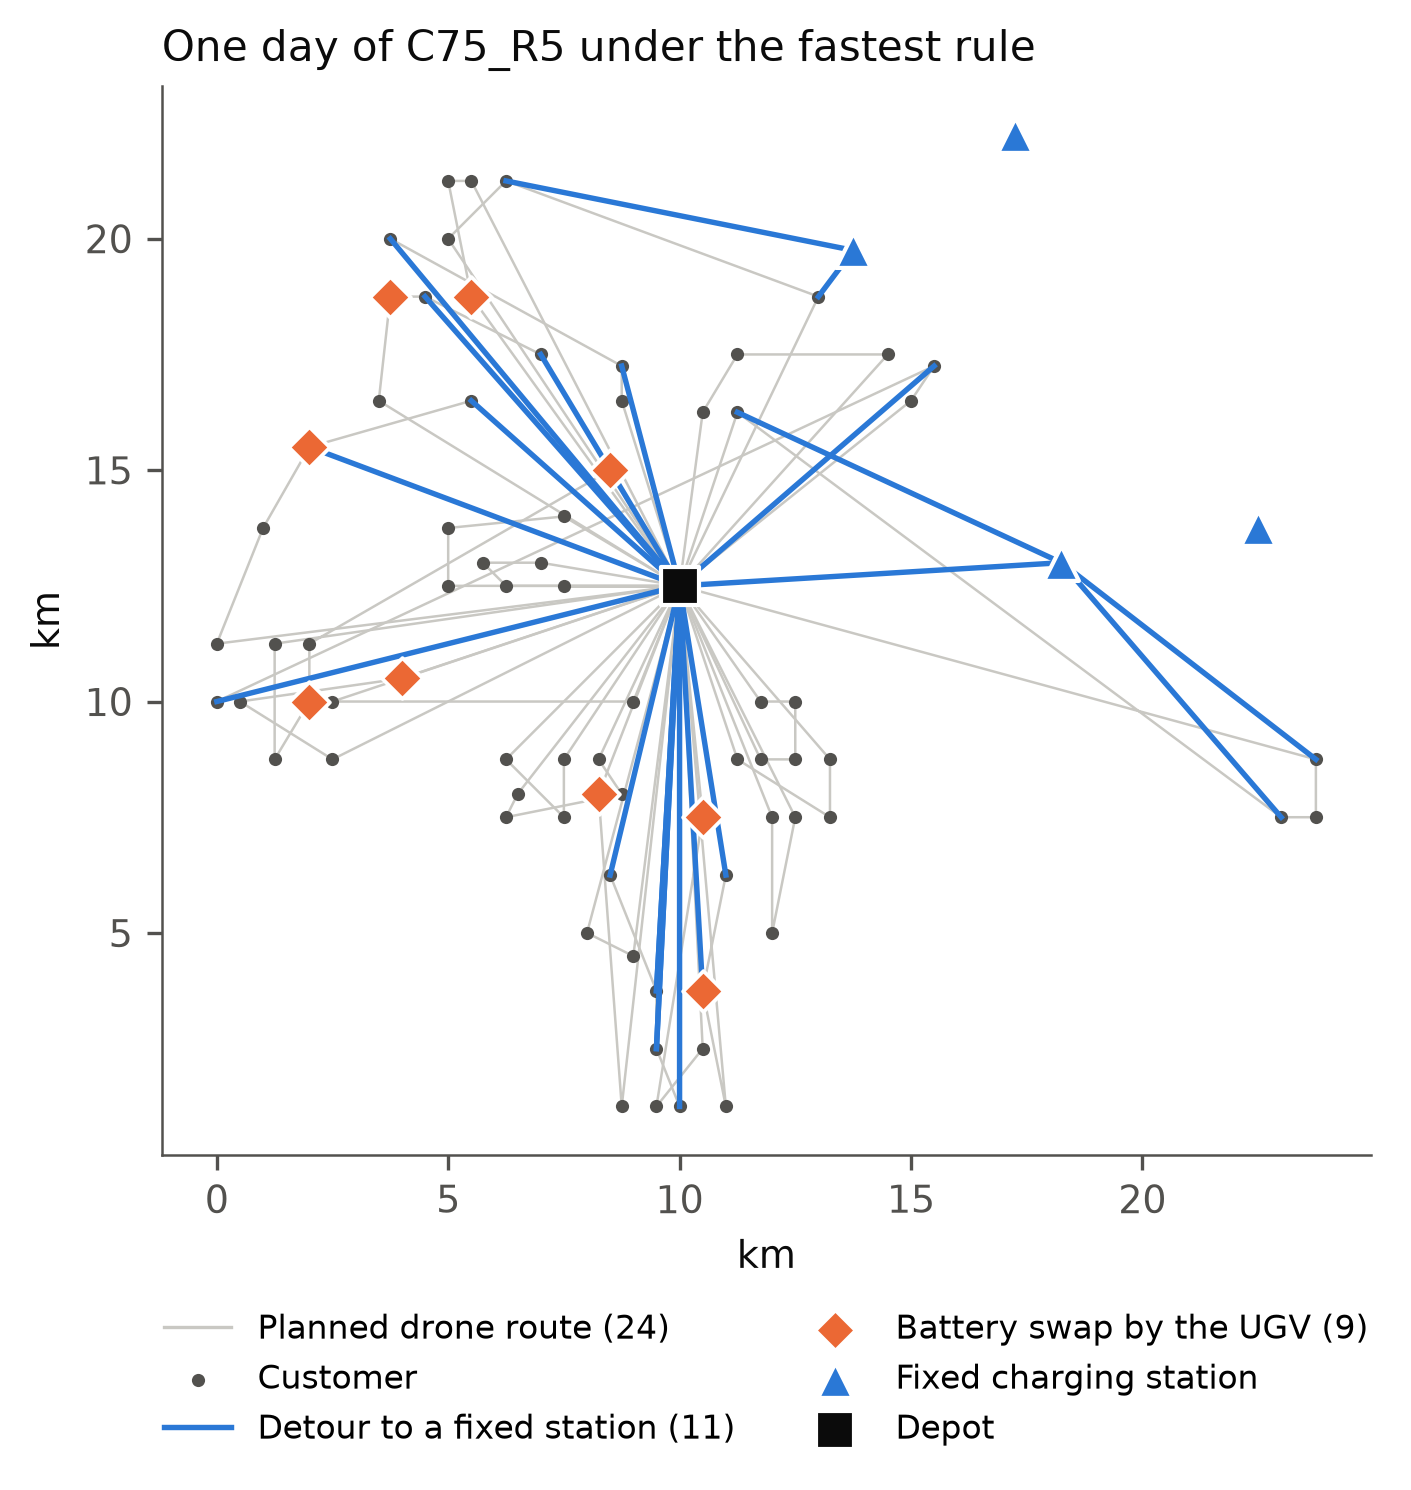 One day of C75_R5 under the fastest rule
km
20
15
10
5
0 5 10 15 20
km
Planned drone route (24)
Customer
Detour to a fixed station (11)
Battery swap by the UGV (9)
Fixed charging station
Depot